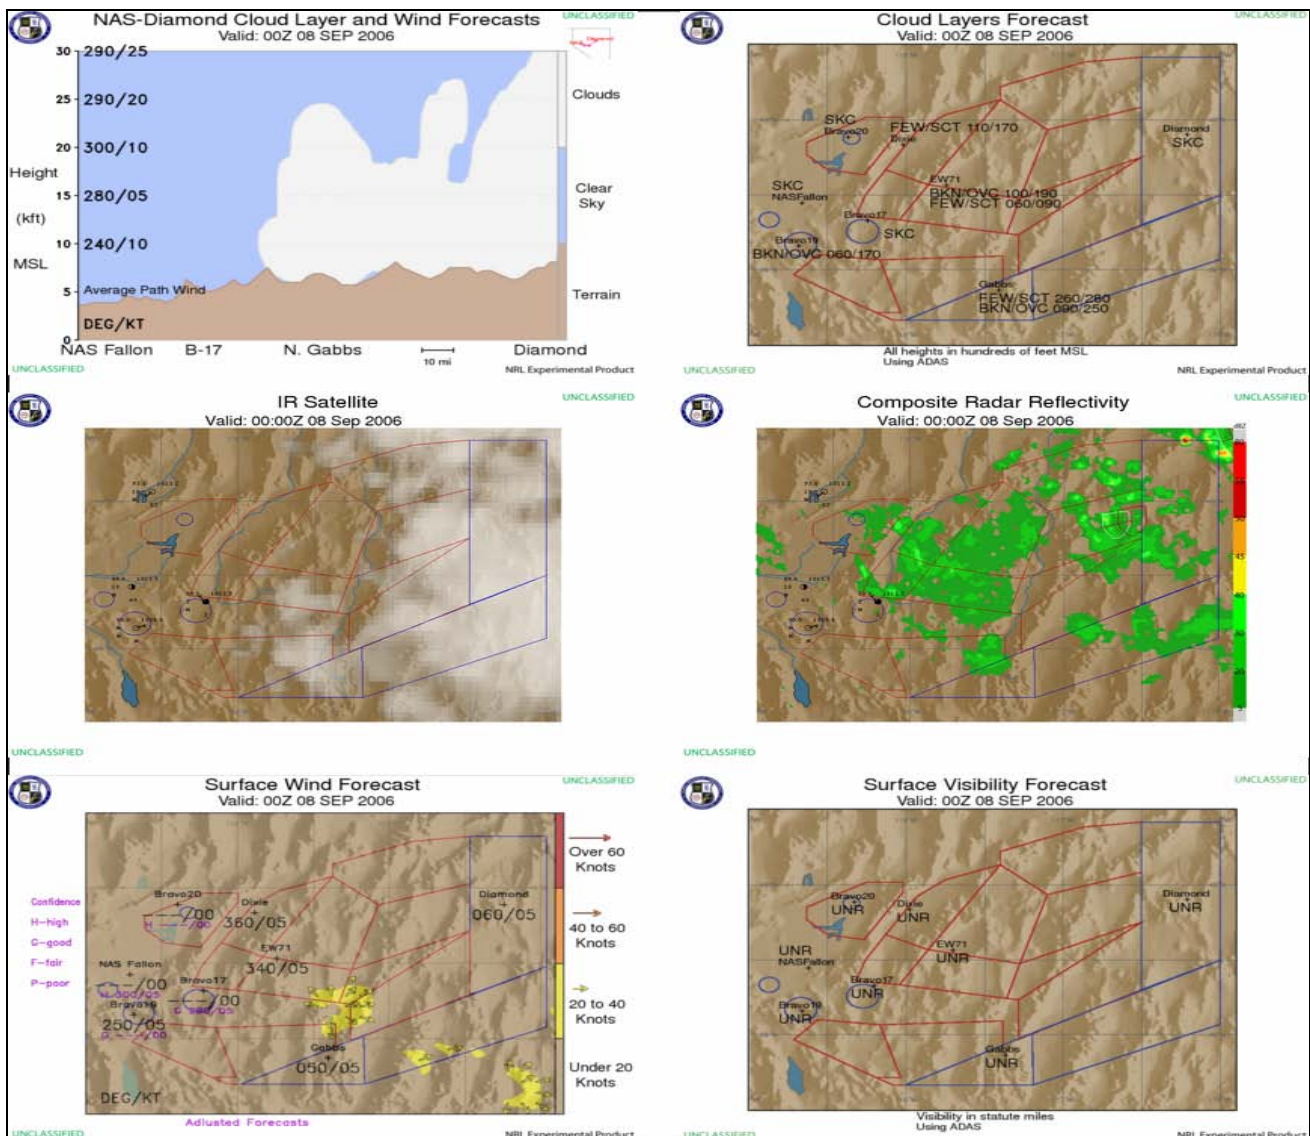 NAS-Diamond Cloud Layer and Wind Forecasts
UNCLASSIFIED
Valid: 00Z 08 SEP 2006
30
290/25
25
290/20
Clouds
20
300/10
Height
15
280/05
Clear
Sky
(kft)
10
240/10
MSL
5
Average Path Wind
Terrain
DEG/KT
0
NAS Fallon
B-17
N. Gabbs
10 mi
Diamond
UNCLASSIFIED
NRL Experimental Product
Cloud Layers Forecast
UNCLASSIFIED
Valid: 00Z 08 SEP 2006
SKC
Bravo20
FEW/SCT 110/170
Dixie
Diamond
SKC
EW71
BKN/OVC 100/190
FEW/SCT 060/090
SKC
NASFallon
Bravo17
SKC
Bravo19
BKN/OVC 060/170
Gabbs
FEW/SCT 260/280
BKN/OVC 090/250
All heights in hundreds of feet MSL
Using ADAS
UNCLASSIFIED
NRL Experimental Product
IR Satellite
UNCLASSIFIED
Valid: 00:00Z 08 Sep 2006
UNCLASSIFIED
Composite Radar Reflectivity
UNCLASSIFIED
Valid: 00:00Z 08 Sep 2006
UNCLASSIFIED
Surface Wind Forecast
UNCLASSIFIED
Valid: 00Z 08 SEP 2006
Confidence
H-high
G-good
F-fair
P-poor
Bravo20
Dixie
360/05
Diamond
060/05
EW71
340/05
NAS Fallon
Bravo17
Bravo19
250/05
Gabbs
050/05
DEG/KT
Over 60
Knots
40 to 60
Knots
20 to 40
Knots
Under 20
Knots
Adjusted Forecasts
UNCLASSIFIED
NRL Experimental Product
Surface Visibility Forecast
UNCLASSIFIED
Valid: 00Z 08 SEP 2006
Bravo20
UNR
Dixie
UNR
Diamond
UNR
EW71
UNR
UNR
NASFallon
Bravo17
UNR
Bravo19
UNR
Gabbs
UNR
Visibility in statute miles
Using ADAS
UNCLASSIFIED
NRL Experimental Product